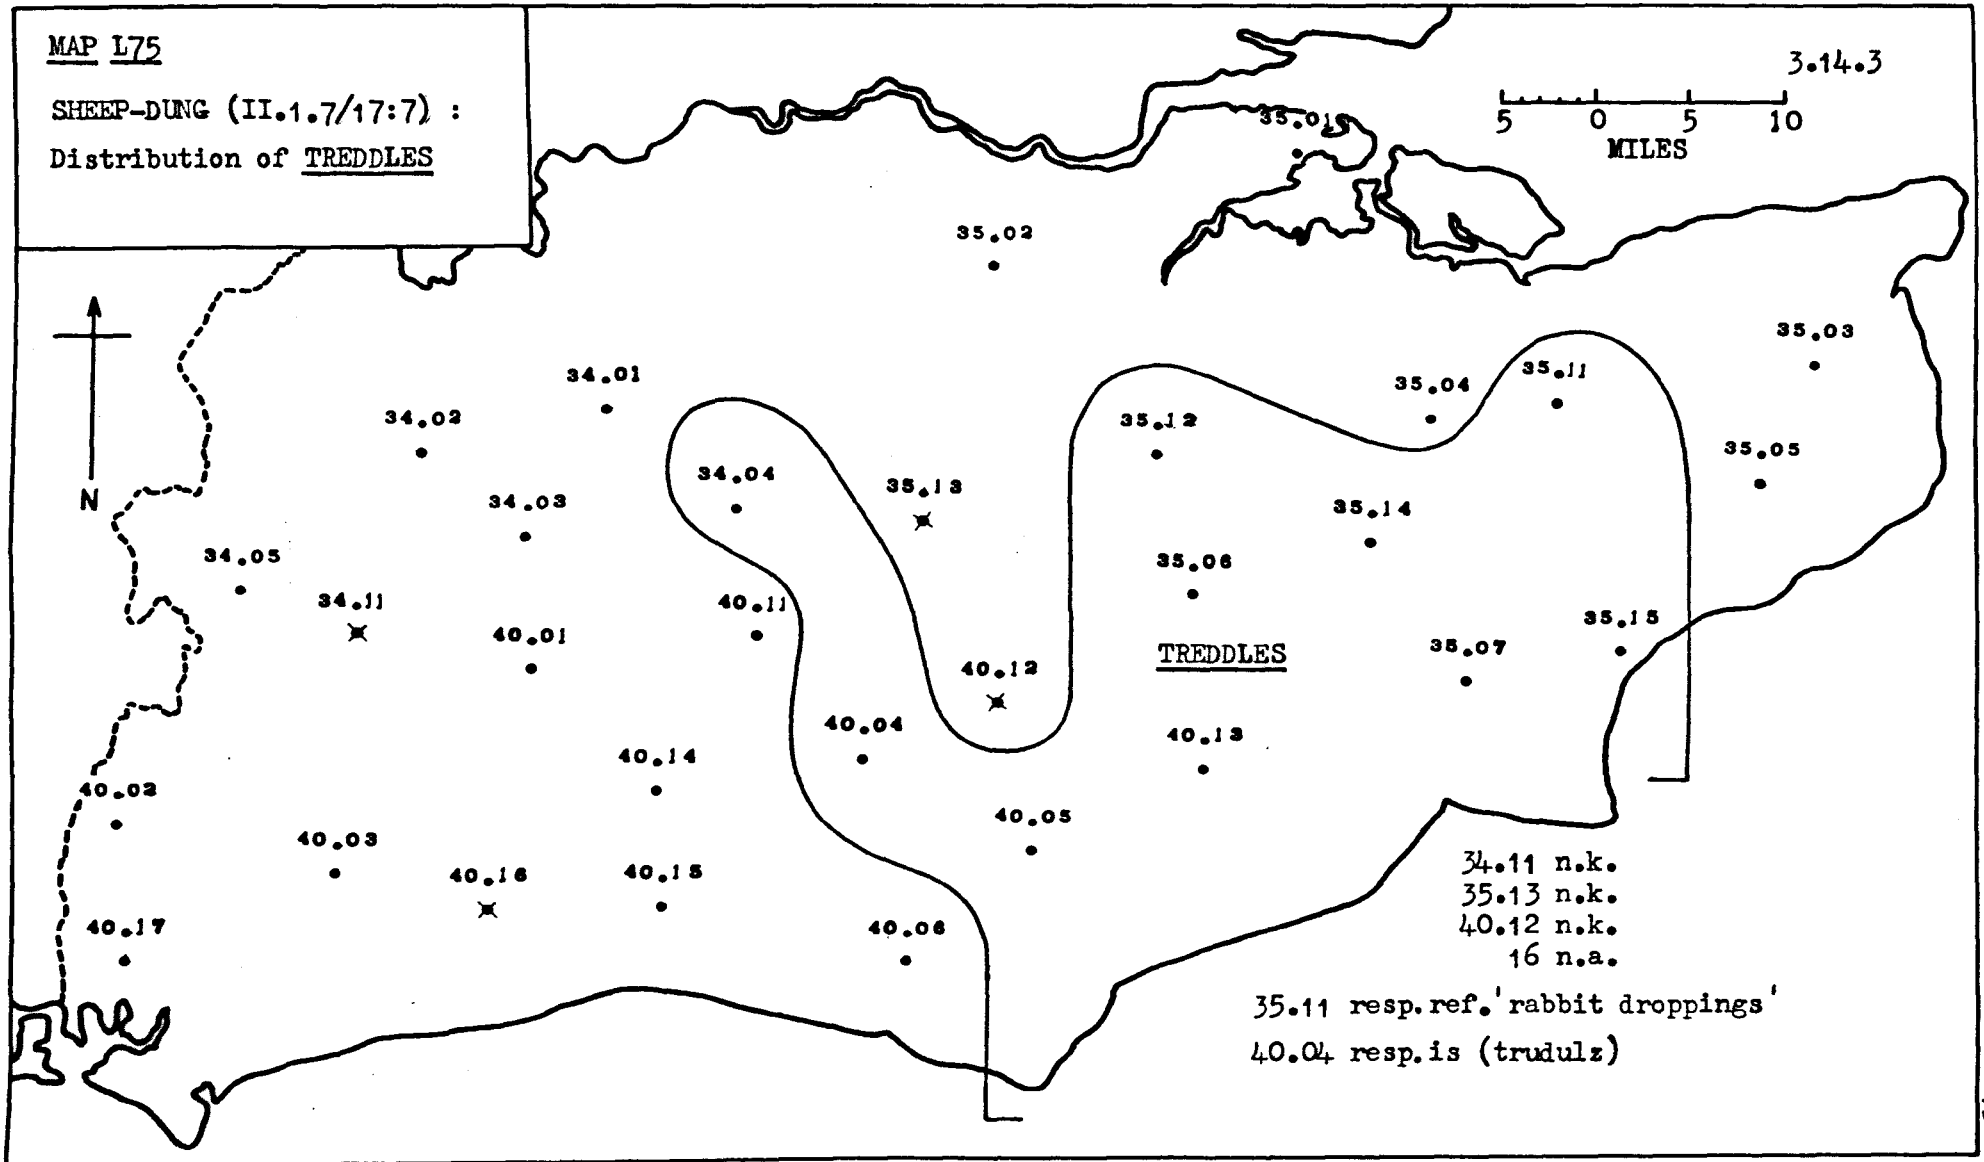 MAP L75
SHEEP-DUNG (II.1.7/17:7) :
Distribution of TREDDLES
3.14.3
5 0 5 10
MILES
N
35.01
35.02
35.03
34.01
34.02
35.04
35.11
35.12
35.05
34.04
35.13
34.03
35.14
34.05
35.06
34.11
40.11
40.01
35.15
35.07
TREDDLES
40.12
40.04
40.13
40.14
40.02
40.05
40.03
40.16
40.15
40.17
40.06
34.11 n.k.
35.13 n.k.
40.12 n.k.
16 n.a.
35.11 resp.ref.'rabbit droppings'
40.04 resp.is (trudulz)